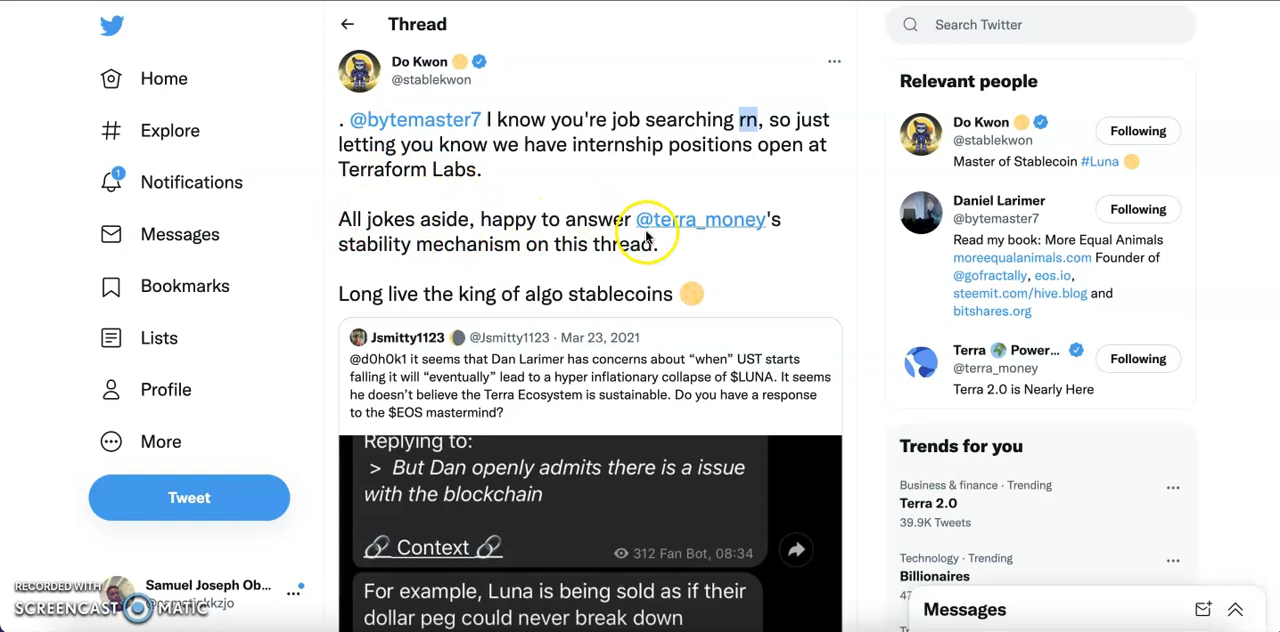 Home
Explore
1
Notifications
Messages
Bookmarks
Lists
Profile
More
Tweet
Samuel Joseph Ob...
RECORDED WITH
SCREENCAST MATIC
Thread
Do Kwon
@stablekwon
. @bytemaster7 I know you're job searching rn, so just
letting you know we have internship positions open at
Terraform Labs.
All jokes aside, happy to answer @terra_money's
stability mechanism on this thread.
Long live the king of algo stablecoins
Jsmitty1123 @Jsmitty1123 · Mar 23, 2021
@d0h0k1 it seems that Dan Larimer has concerns about “when” UST starts
falling it will “eventually” lead to a hyper inflationary collapse of $LUNA. It seems
he doesn’t believe the Terra Ecosystem is sustainable. Do you have a response
to the $EOS mastermind?
Replying to:
> But Dan openly admits there is a issue
with the blockchain
Context
312 Fan Bot, 08:34
For example, Luna is being sold as if their
dollar peg could never break down
Search Twitter
Relevant people
Do Kwon
@stablekwon
Following
Master of Stablecoin #Luna
Daniel Larimer
@bytemaster7
Following
Read my book: More Equal Animals
moreequalanimals.com Founder of
@gofractally, eos.io,
steemit.com/hive.blog and
bitshares.org
Terra Power...
@terra_money
Following
Terra 2.0 is Nearly Here
Trends for you
Business & finance · Trending
Terra 2.0
39.9K Tweets
Technology · Trending
Billionaires
Messages